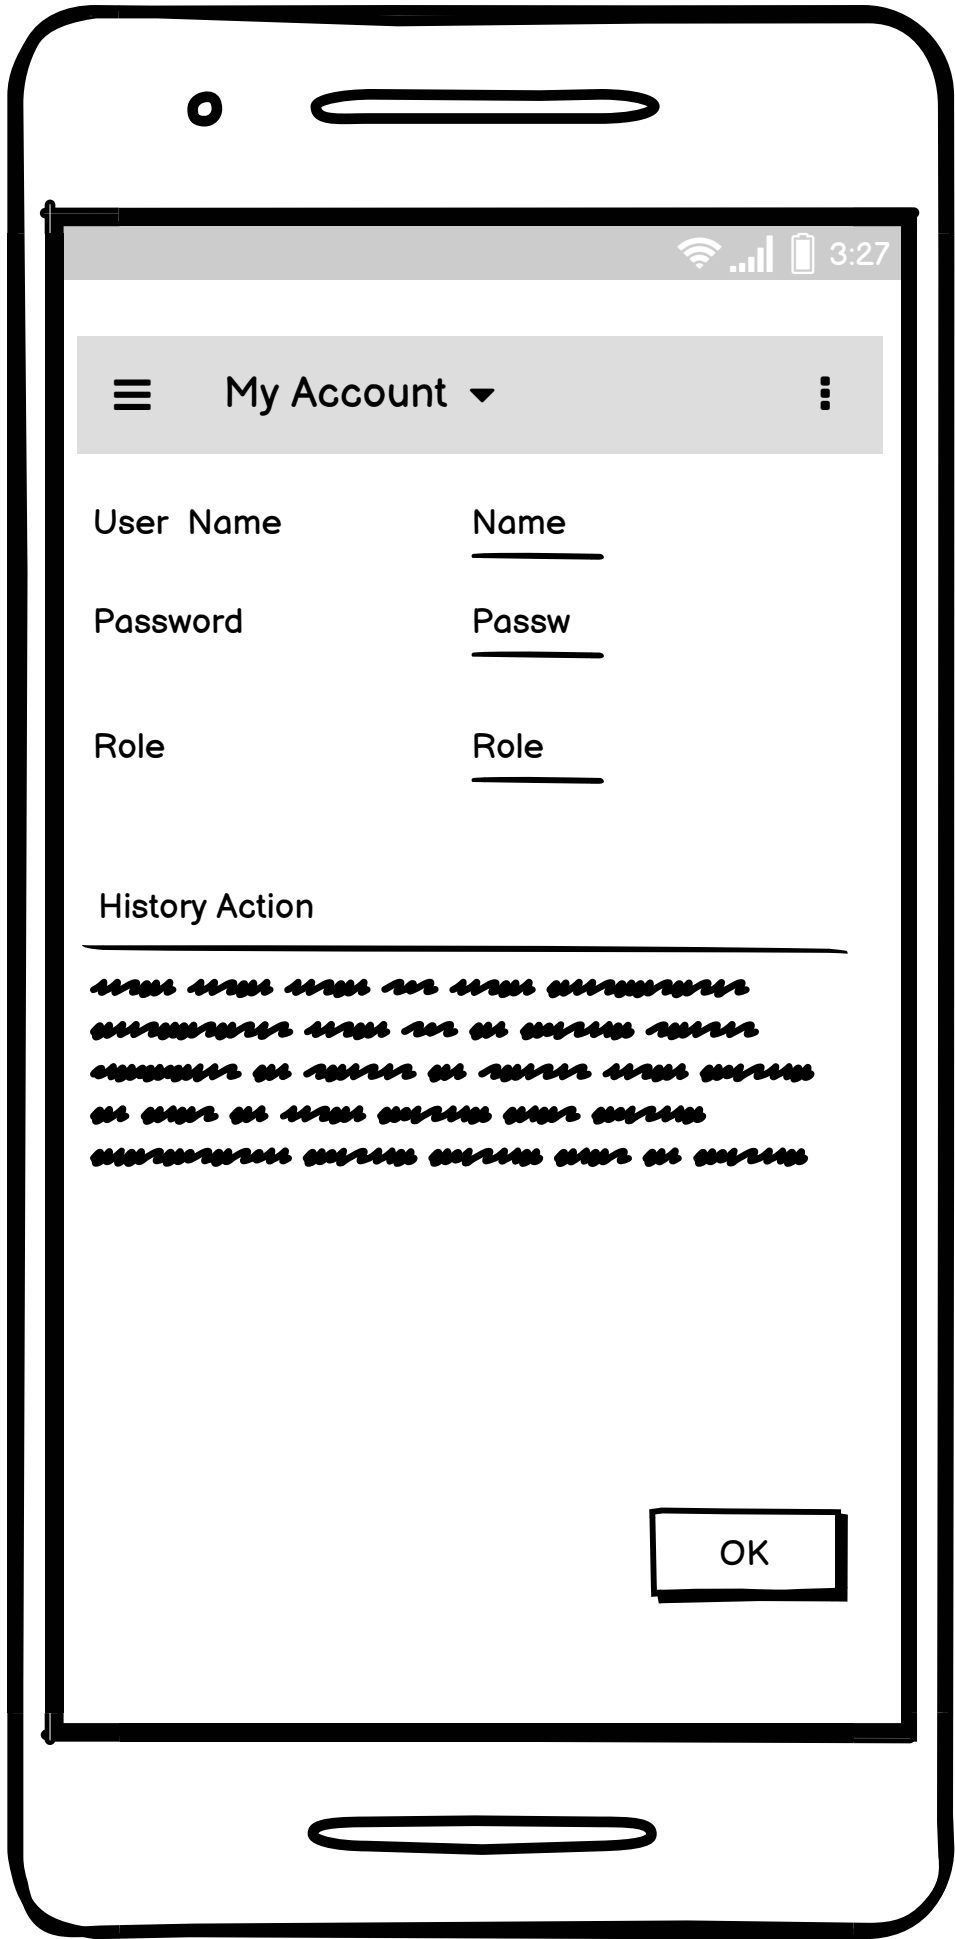 3:27
My Account
User Name Name
Password Passw
Role Role
History Action
OK